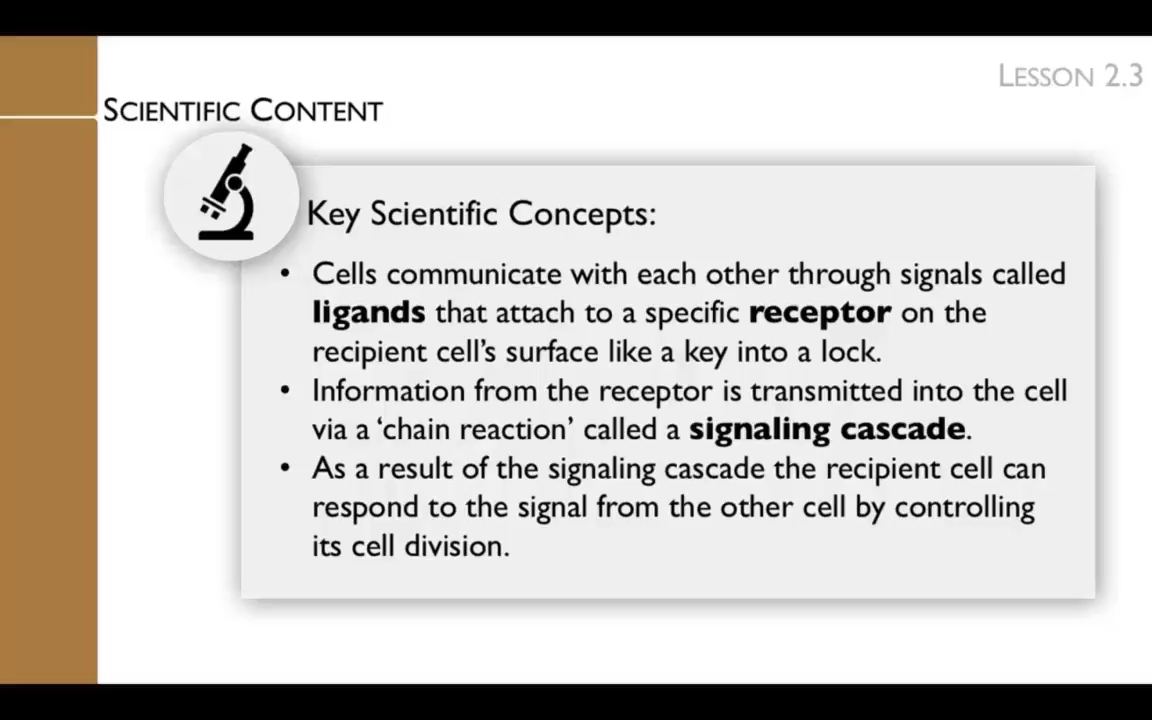 LESSON 2.3
SCIENTIFIC CONTENT
Key Scientific Concepts:
• Cells communicate with each other through signals called
ligands that attach to a specific receptor on the
recipient cell’s surface like a key into a lock.
• Information from the receptor is transmitted into the cell
via a ‘chain reaction’ called a signaling cascade.
• As a result of the signaling cascade the recipient cell can
respond to the signal from the other cell by controlling
its cell division.